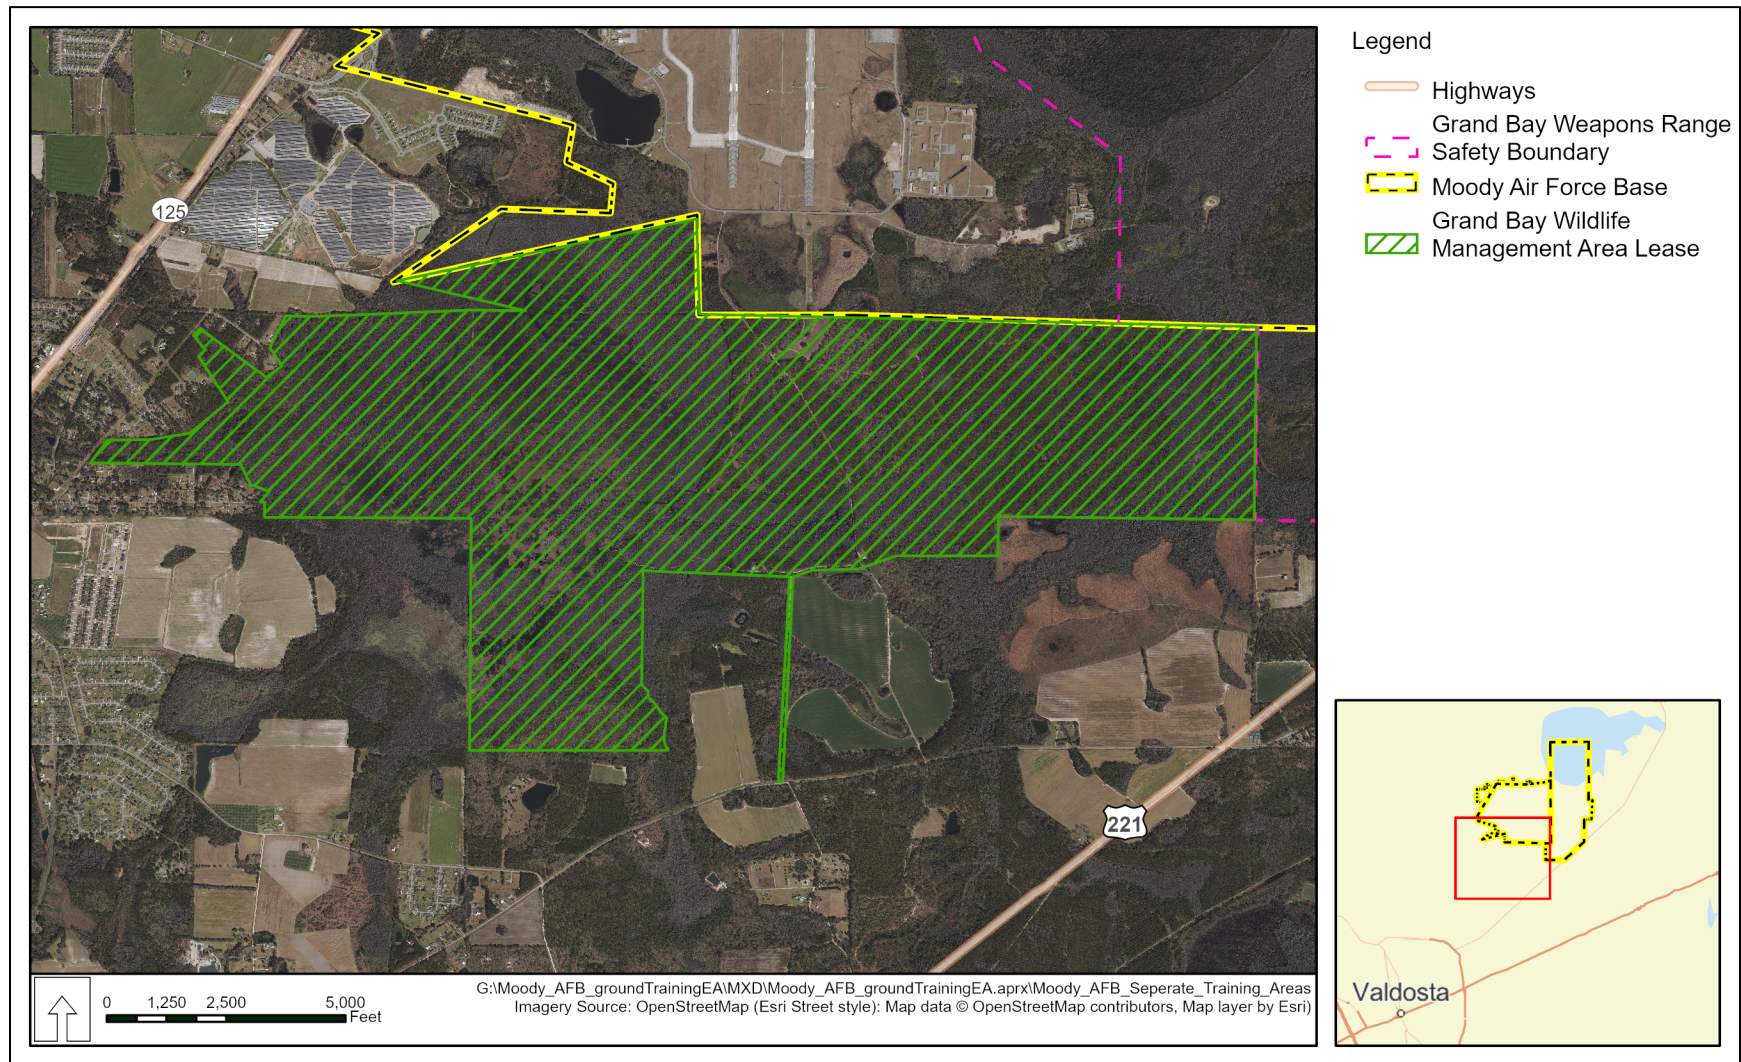 Legend
Highways
Grand Bay Weapons Range
Safety Boundary
Moody Air Force Base
Grand Bay Wildlife
Management Area Lease
125
221
Valdosta
0 1,250 2,500 5,000
Feet
G:\Moody_AFB_groundTrainingEA\MXD\Moody_AFB_groundTrainingEA.aprx\Moody_AFB_Seperate_Training_Areas
Imagery Source: OpenStreetMap (Esri Street style): Map data © OpenStreetMap contributors, Map layer by Esri)